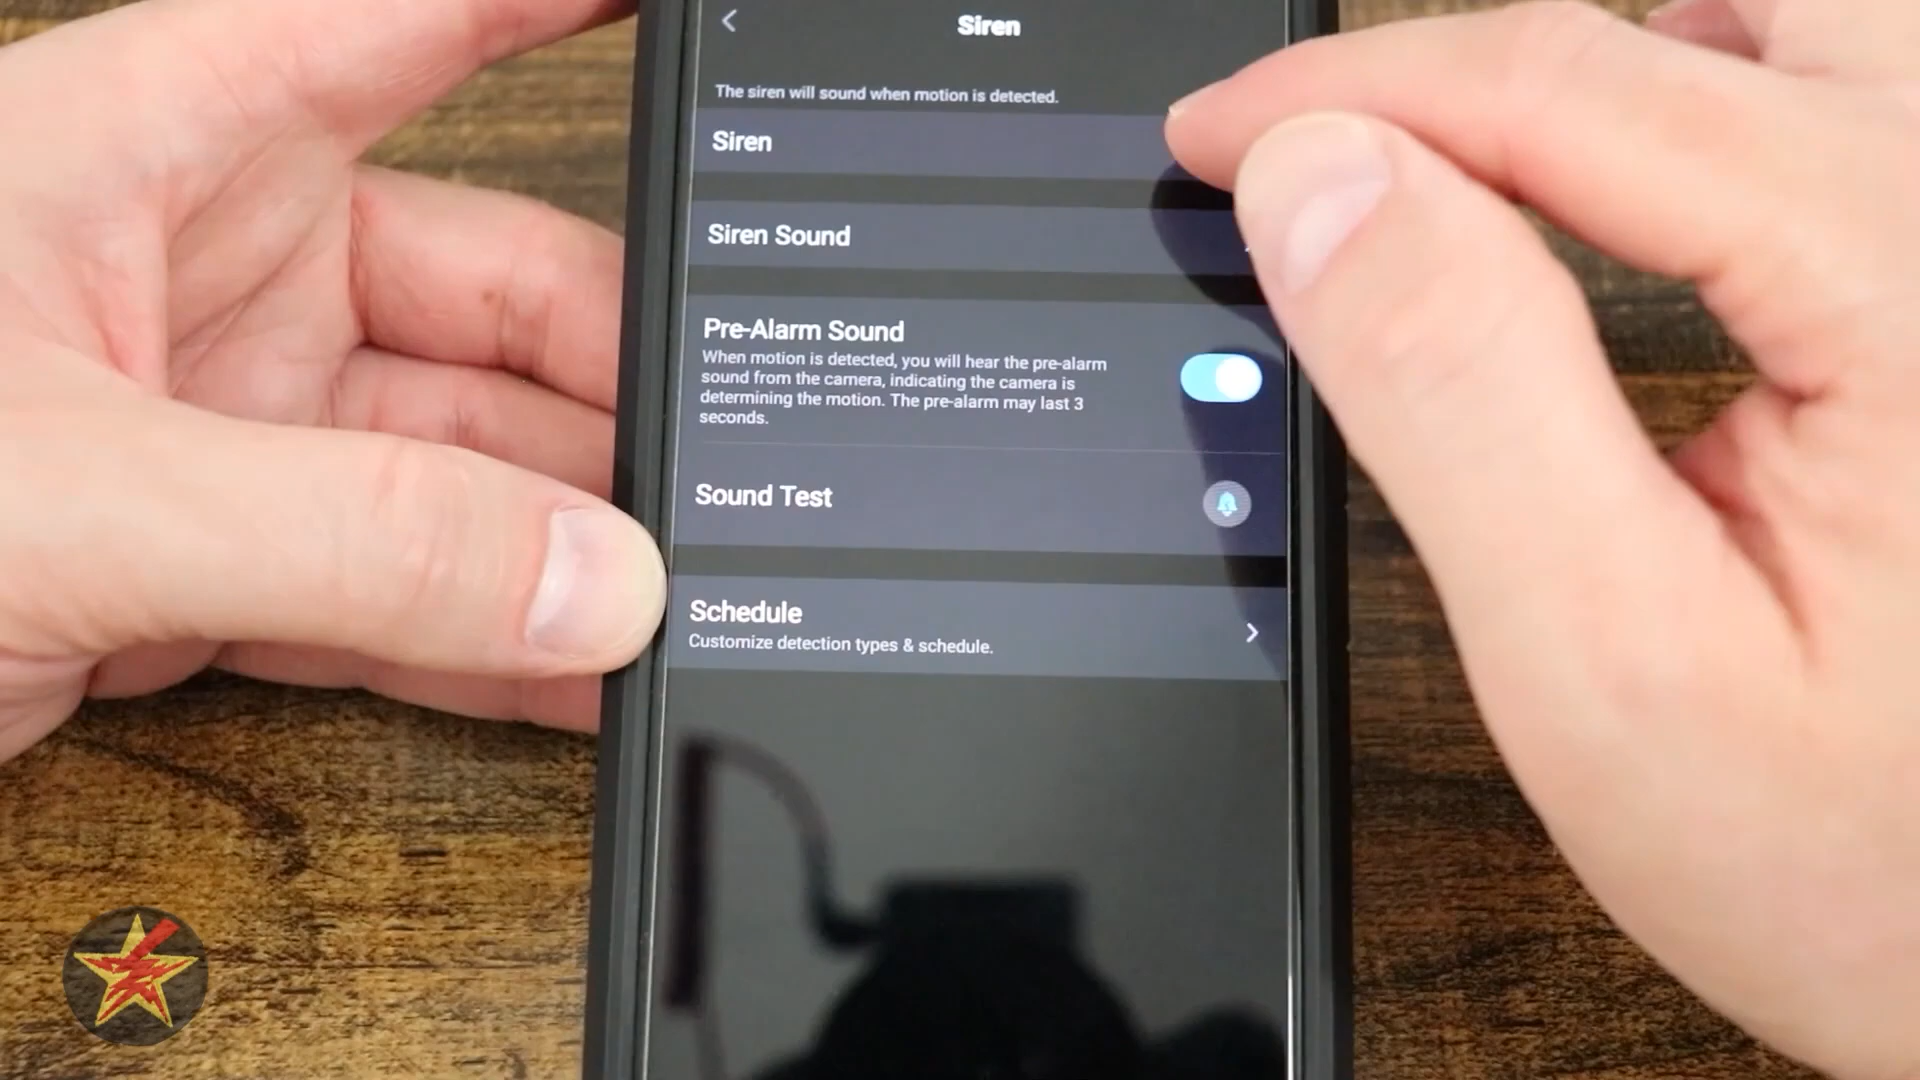 Siren
The siren will sound when motion is detected.
Siren
Siren Sound
Pre-Alarm Sound
When motion is detected, you will hear the pre-alarm
sound from the camera, indicating the camera is
determining the motion. The pre-alarm may last 3
seconds.
Sound Test
Schedule
Customize detection types & schedule.